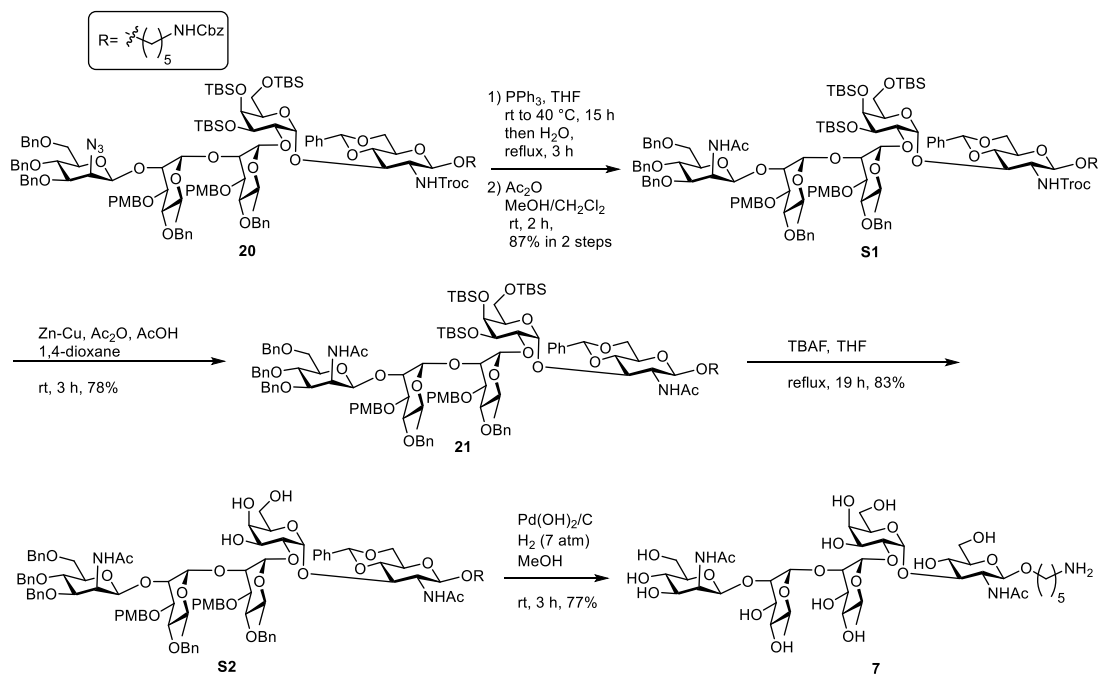 R=
NHCbz
5
TBSO
OTBS
TBSO
BnO
BnO
BnO
N3
O
O
O
O
O
O
Ph
O
O
O
OR
NHTroc
PMBO
PMBO
OBn
OBn
20
1) PPh3, THF
rt to 40 °C, 15 h
then H2O,
reflux, 3 h
2) Ac2O
MeOH/CH2Cl2
rt, 2 h,
87% in 2 steps
TBSO
OTBS
TBSO
BnO
BnO
BnO
NHAc
O
O
O
O
O
O
Ph
O
O
O
OR
NHTroc
PMBO
PMBO
OBn
OBn
S1
Zn-Cu, Ac2O, AcOH
1,4-dioxane
rt, 3 h, 78%
TBSO
OTBS
TBSO
BnO
BnO
BnO
NHAc
O
O
O
O
O
O
Ph
O
O
O
OR
NHAc
PMBO
PMBO
OBn
OBn
21
TBAF, THF
reflux, 19 h, 83%
HO
OH
HO
BnO
BnO
BnO
NHAc
O
O
O
O
O
O
Ph
O
O
O
OR
NHAc
PMBO
PMBO
OBn
OBn
S2
Pd(OH)2/C
H2 (7 atm)
MeOH
rt, 3 h, 77%
HO
OH
HO
HO
HO
HO
NHAc
O
O
O
O
O
O
HO
OH
O
O
NHAc
NH2
5
HO
HO
OH
OH
7